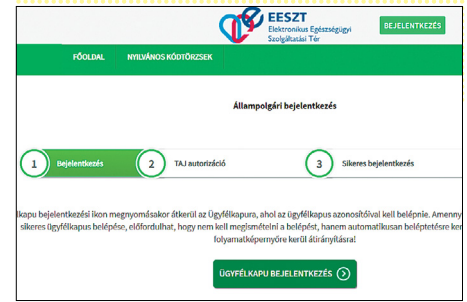 EESZT
Elektronikus Egészségügyi
Szolgáltatási Tér
BEJELENTKEZÉS
FŐOLDAL NYILVÁNOS KÓDTÖRZSEK
Állampolgári bejelentkezés
1 Bejelentkezés 2 TAJ autorizáció 3 Sikeres bejelentkezés
lkapu bejelentkezési ikon megnyomásakor átkerül az Ügyfélkapura, ahol az ügyfélkapus azonosítóival kell belépnie. Amenny
sikeres ügyfélkapus belépése, előfordulhat, hogy nem kell megismételni a belépést, hanem automatikusan beléptetésre ker
folyamatképernyőre kerül átirányításra!
ÜGYFÉLKAPU BEJELENTKEZÉS